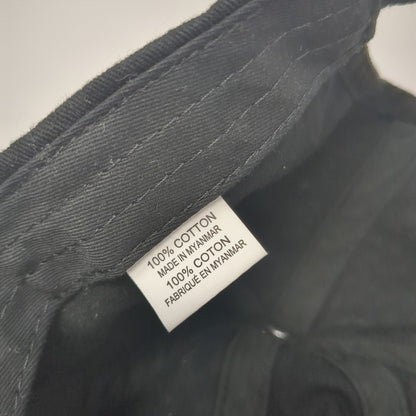 100% COTTON
MADE IN MYANMAR
100% COTON
FABRIQUÉ EN MYANMAR